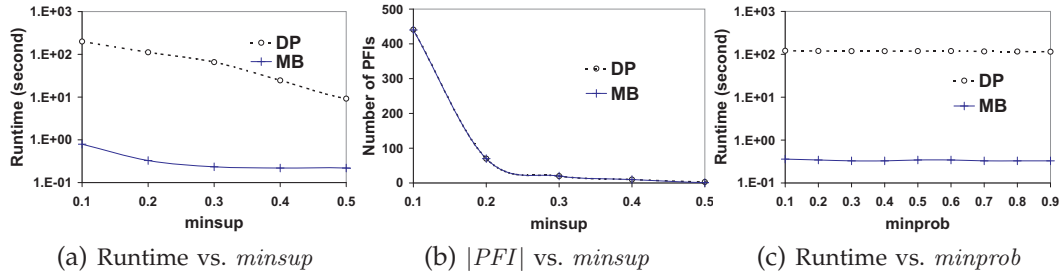 1.E+03
1.E+02
1.E+01
1.E+00
1.E-01
Runtime (second)
DP
MB
0.1 0.2 0.3 0.4 0.5
minsup
(a) Runtime vs. minsup
500
400
300
200
100
0
Number of PFIs
DP
MB
0.1 0.2 0.3 0.4 0.5
minsup
(b) |PFI| vs. minsup
1.E+03
1.E+02
1.E+01
1.E+00
1.E-01
Runtime (second)
DP
MB
0.1 0.2 0.3 0.4 0.5 0.6 0.7 0.8 0.9
minprob
(c) Runtime vs. minprob